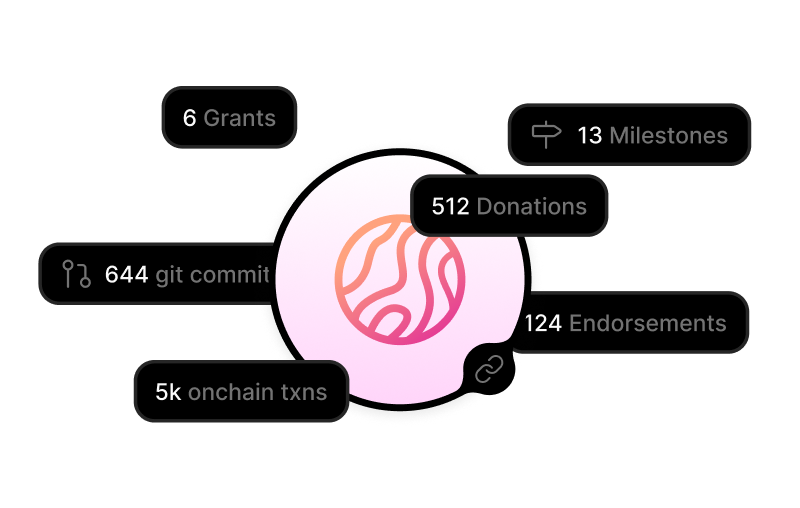 6 Grants
13 Milestones
512 Donations
644 git commit
124 Endorsements
5k onchain txns